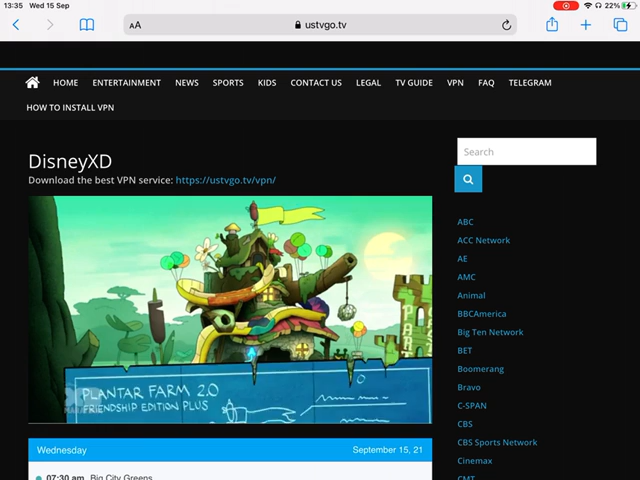 13:35 Wed 15 Sep
22%
AA
ustvgo.tv
HOME ENTERTAINMENT NEWS SPORTS KIDS CONTACT US LEGAL TV GUIDE VPN FAQ TELEGRAM
HOW TO INSTALL VPN
DisneyXD
Download the best VPN service: https://ustvgo.tv/vpn/
PLANTAR FARM 2.0
FRIENDSHIP EDITION PLUS
Wednesday September 15, 21
07:30 am Big City Greens
Search
ABC
ACC Network
AE
AMC
Animal
BBCAmerica
Big Ten Network
BET
Boomerang
Bravo
C-SPAN
CBS
CBS Sports Network
Cinemax
CMT